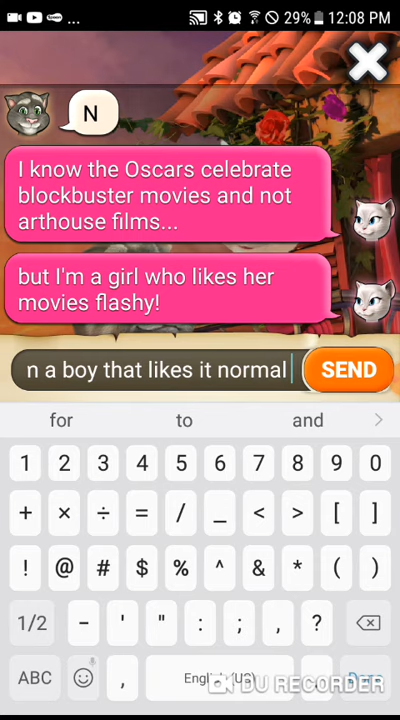 ... 29% 12:08 PM
N
I know the Oscars celebrate
blockbuster movies and not
arthouse films...
but I'm a girl who likes her
movies flashy!
n a boy that likes it normal SEND
for to and >
1 2 3 4 5 6 7 8 9 0
+ × ÷ = / _ < > [ ]
! @ # $ % ^ & * ( )
1/2 - ' " : ; , ?
ABC , English(US) . Done
DU RECORDER